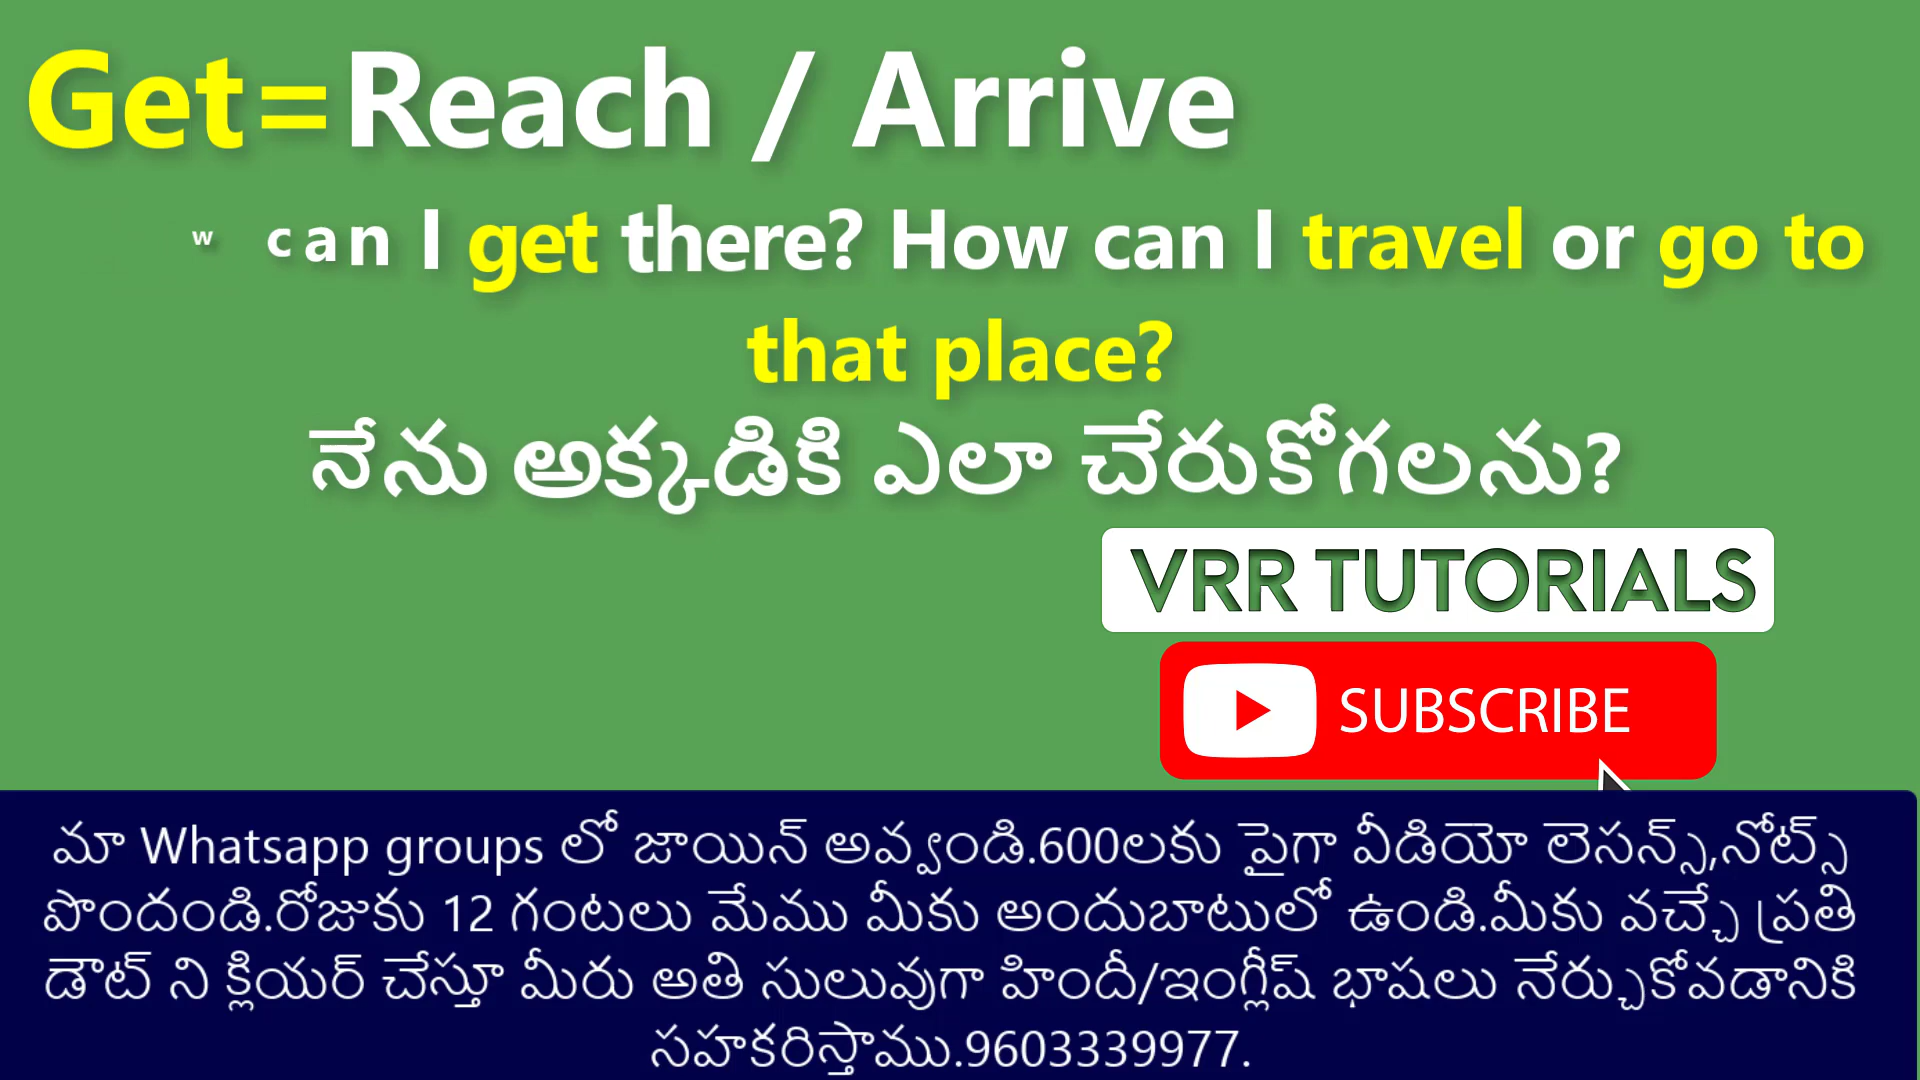 Get=Reach / Arrive
w can I get there? How can I travel or go to
that place?
నేను అక్కడికి ఎలా చేరుకోగలను?
VRR TUTORIALS
SUBSCRIBE
మా Whatsapp groups లో జాయిన్ అవ్వండి.600లకు పైగా వీడియో లెసన్స్,నోట్స్
పొందండి.రోజుకు 12 గంటలు మేము మీకు అందుబాటులో ఉండి.మీకు వచ్చే ప్రతి
డౌట్ ని క్లియర్ చేస్తూ మీరు అతి సులువుగా హిందీ/ఇంగ్లీష్ భాషలు నేర్చుకోవడానికి
సహకరిస్తాము.9603339977.